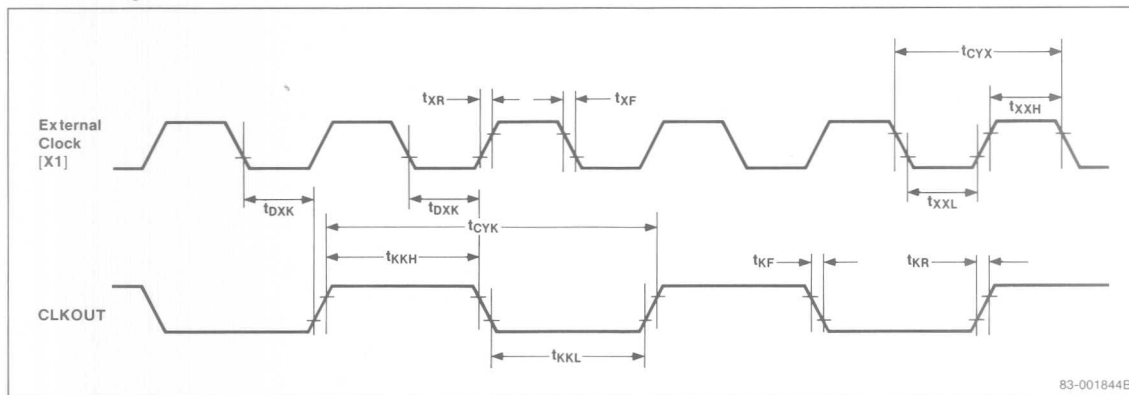 tCYX
tXR
tXF
tXXH
External
Clock
[X1]
tDXK
tDXK
tXXL
tCYK
tKKH
tKF
tKR
CLKOUT
tKKL
83-001844B